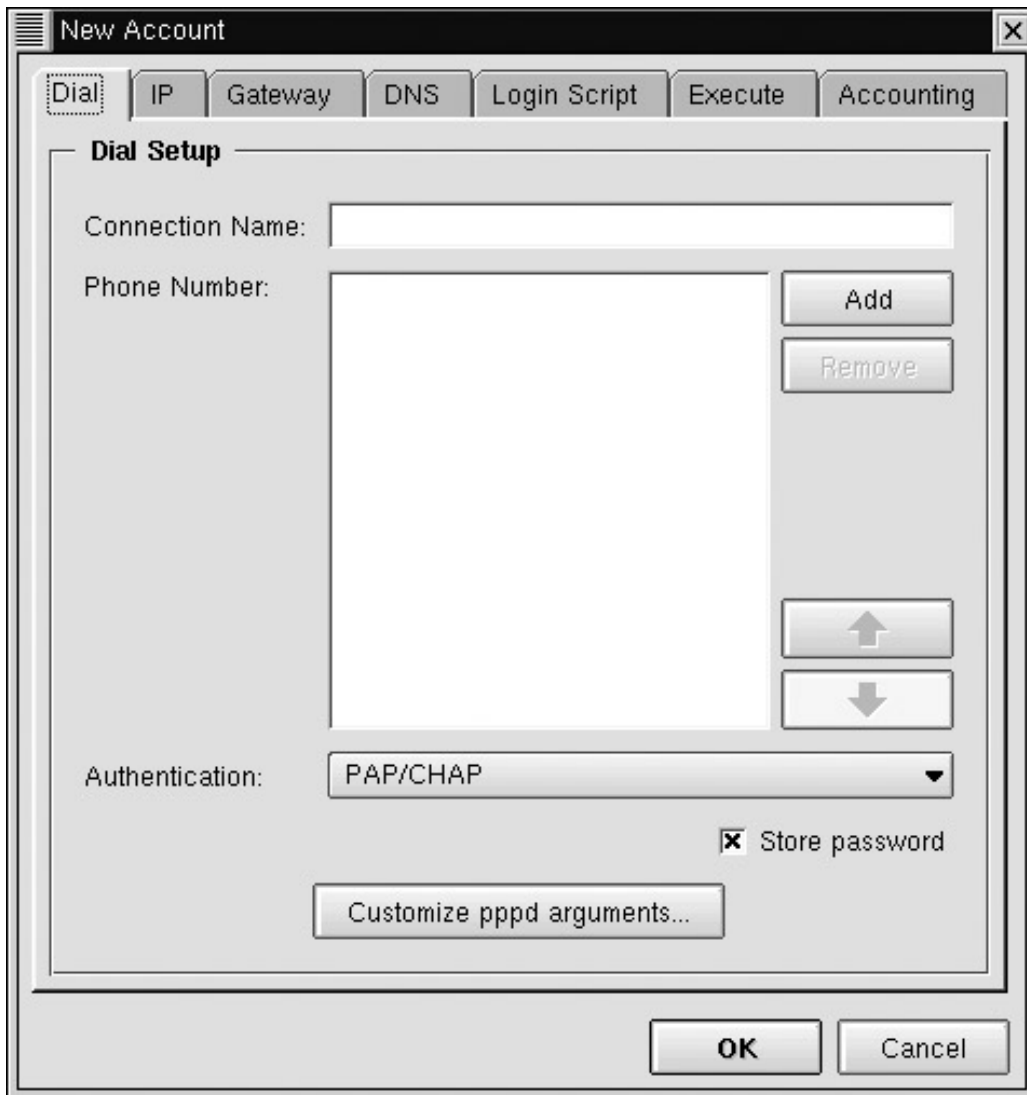 New Account
Dial IP Gateway DNS Login Script Execute Accounting
Dial Setup
Connection Name:
Phone Number:
Add
Remove
Authentication: PAP/CHAP
Store password
Customize pppd arguments...
OK Cancel